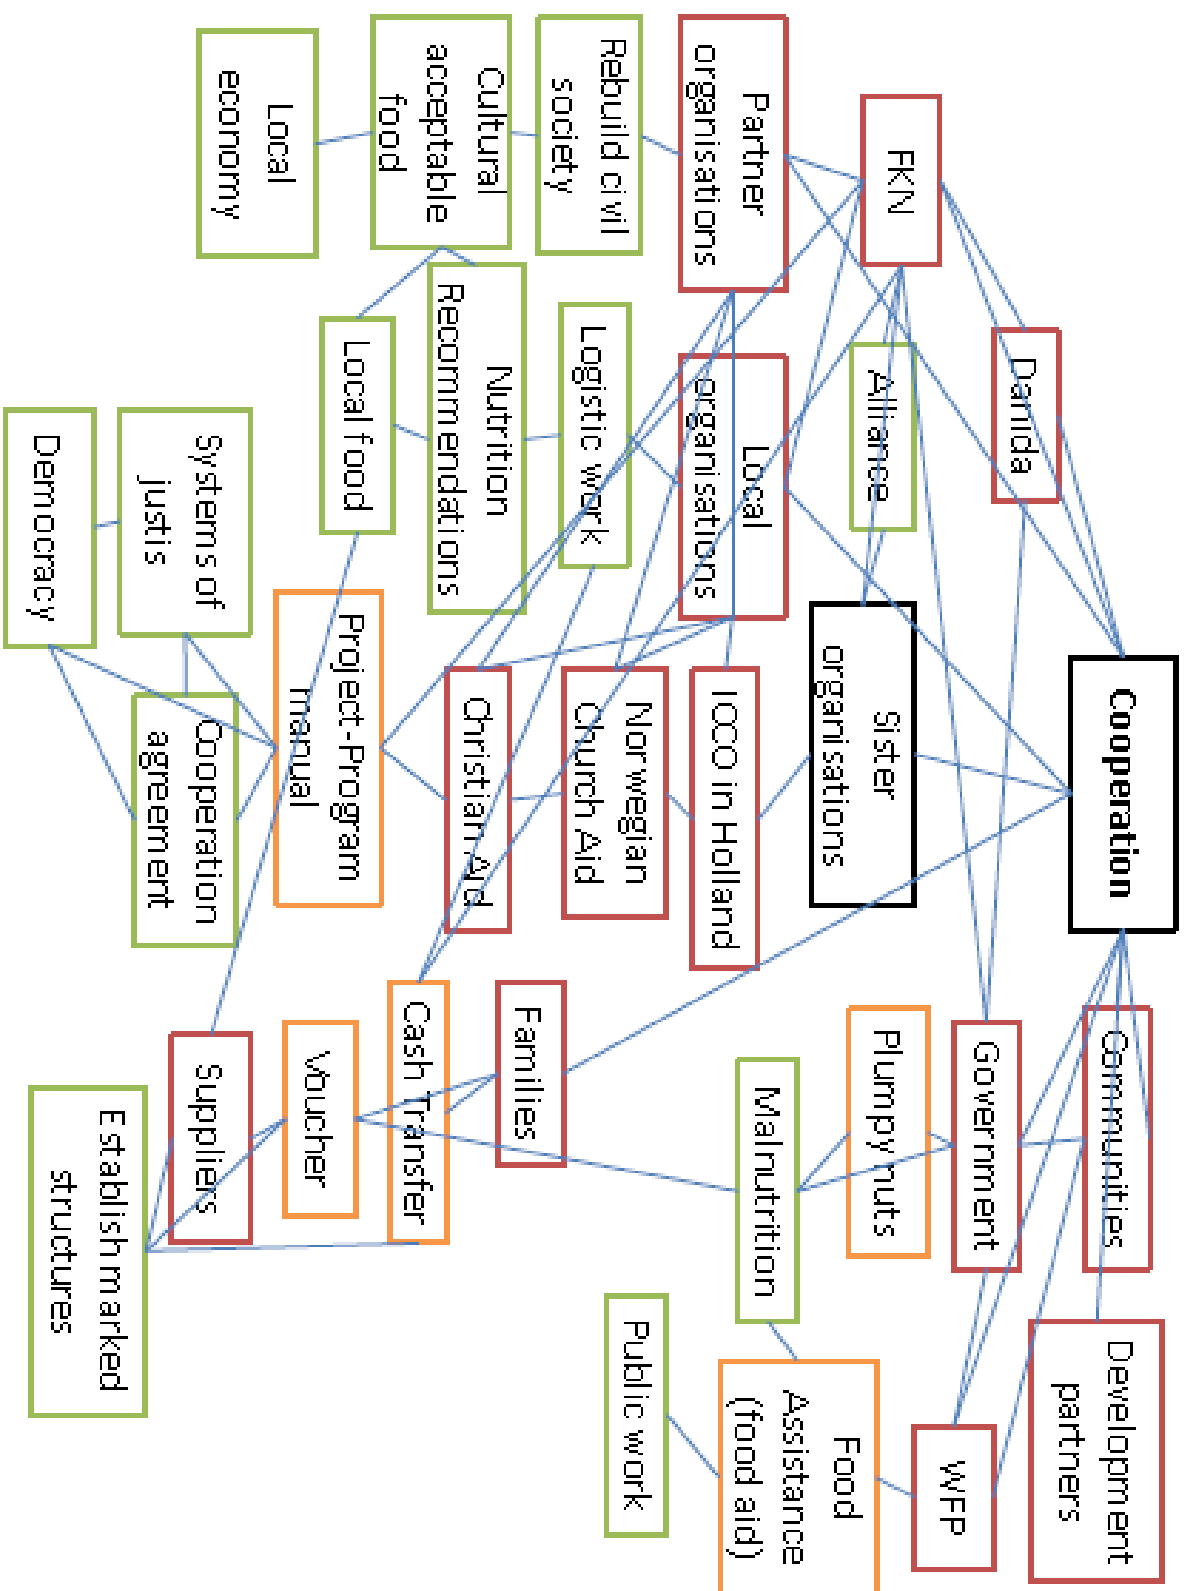 Cooperation
Danida
Communities
Development
partners
FKN
Alliance
Sister
organisations
Government
WFP
Plumpy nuts
Partner
organisations
Local
organisations
ICCO in Holland
Malnutrition
Food
Assistance
(food aid)
Rebuild civil
society
Logistic work
Norwegian
Church Aid
Families
Public work
Cultural
acceptable
food
Nutrition
Recommendations
Christian Aid
Cash Transfer
Local food
Project-Program
manual
Voucher
Local
economy
Systems of
justis
Cooperation
agreement
Suppliers
Democracy
Establish marked
structures